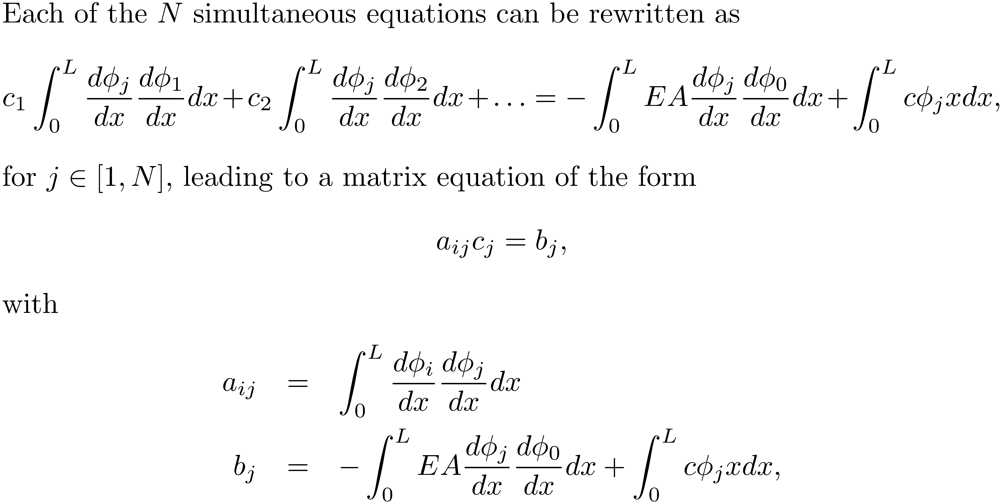 Each of the $N$ simultaneous equations can be rewritten as
$c_1 \int_0^L \frac{d\phi_j}{dx} \frac{d\phi_1}{dx} dx + c_2 \int_0^L \frac{d\phi_j}{dx} \frac{d\phi_2}{dx} dx + \ldots = - \int_0^L EA \frac{d\phi_j}{dx} \frac{d\phi_0}{dx} dx + \int_0^L c\phi_j x dx,$
for $j \in [1, N]$, leading to a matrix equation of the form
$a_{ij} c_j = b_j,$
with
$a_{ij} = \int_0^L \frac{d\phi_i}{dx} \frac{d\phi_j}{dx} dx$
$b_j = - \int_0^L EA \frac{d\phi_j}{dx} \frac{d\phi_0}{dx} dx + \int_0^L c\phi_j x dx,$